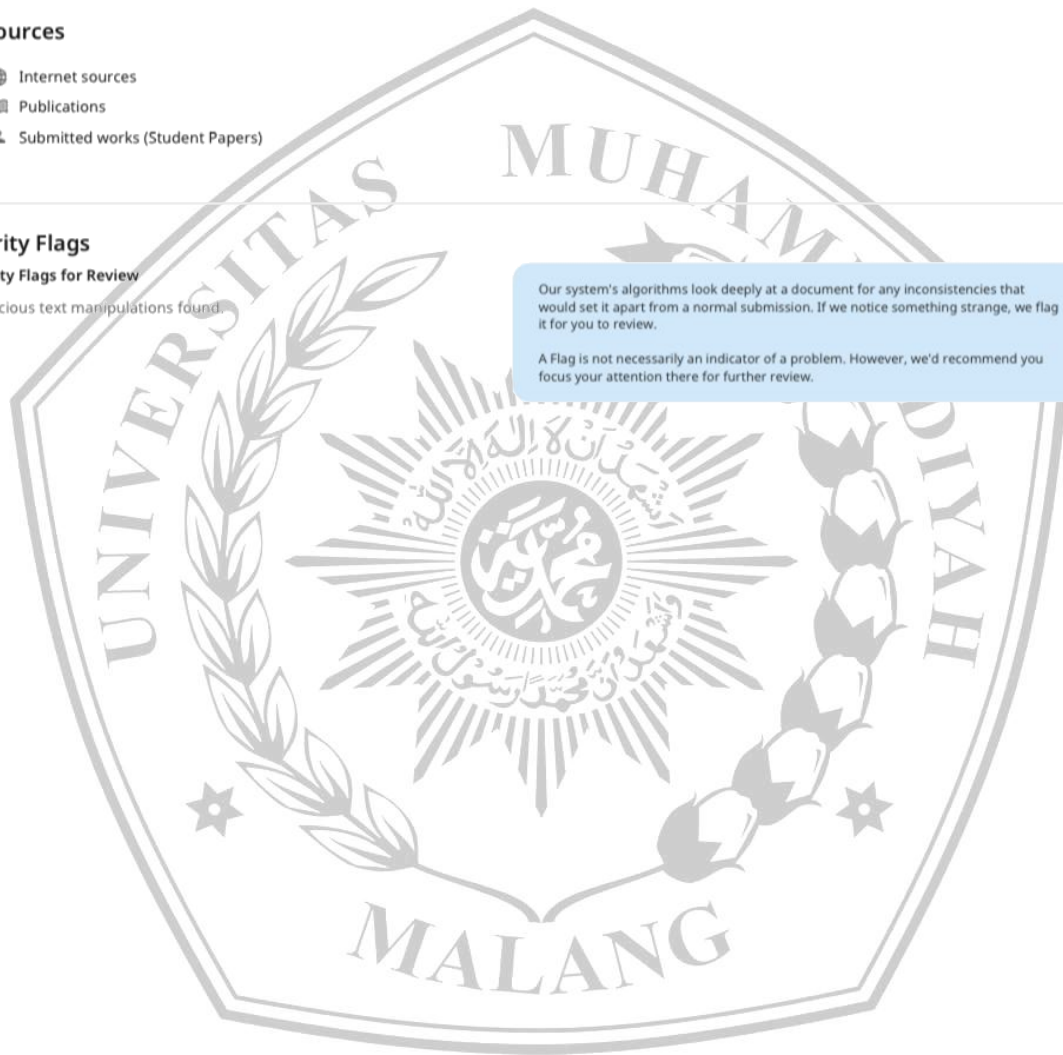 ources
Internet sources
Publications
Submitted works (Student Papers)
rity Flags
ty Flags for Review
cious text manipulations found.
Our system's algorithms look deeply at a document for any inconsistencies that
would set it apart from a normal submission. If we notice something strange, we flag
it for you to review.
A Flag is not necessarily an indicator of a problem. However, we'd recommend you
focus your attention there for further review.
UNIVERSITAS MUHAM DIYAH
MALANG